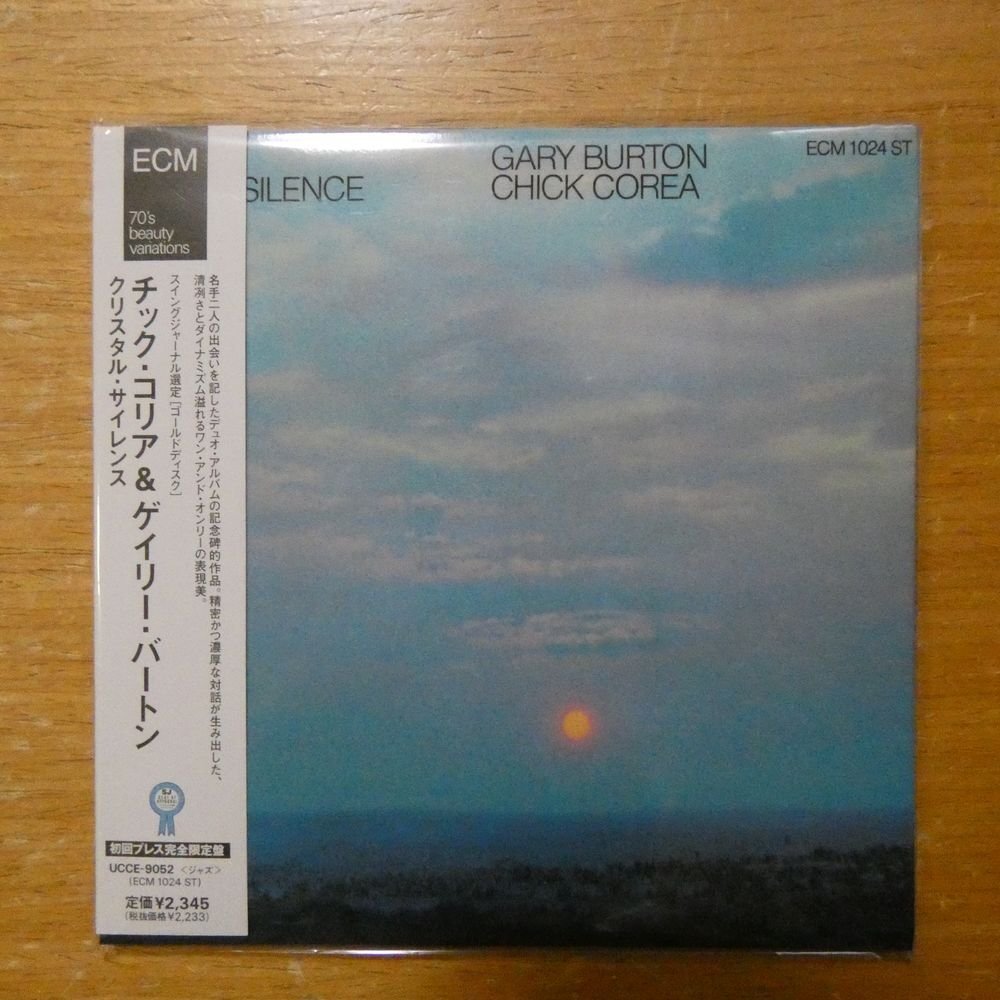 ECM
70's
beauty
variations
SILENCE
GARY BURTON
CHICK COREA
ECM 1024 ST
名手二人の出会いを記したデュオ・アルバムの記念碑的作品。精密かつ濃厚な対話が生み出した、
清冽さとダイナミズム溢れるワン・アンド・オンリーの表現美。
スイングジャーナル選定［ゴールドディスク］
チック・コリア&ゲイリー・バートン
クリスタル・サイレンス
SJ
初回プレス完全限定盤
UCCE-9052 <ジャズ>
(ECM 1024 ST)
定価¥2,345
(税抜価格¥2,233)